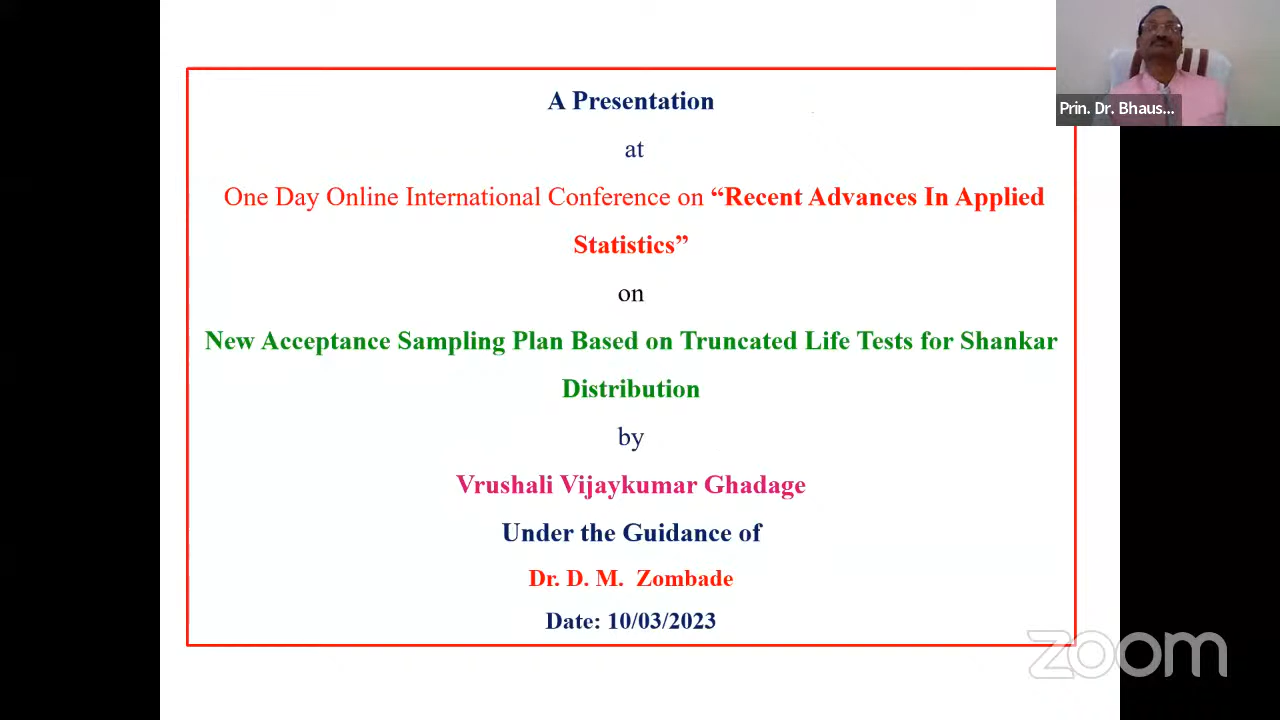 A Presentation
at
One Day Online International Conference on “Recent Advances In Applied
Statistics”
on
New Acceptance Sampling Plan Based on Truncated Life Tests for Shankar
Distribution
by
Vrushali Vijaykumar Ghadage
Under the Guidance of
Dr. D. M. Zombade
Date: 10/03/2023
Prin. Dr. Bhaus...
zoom